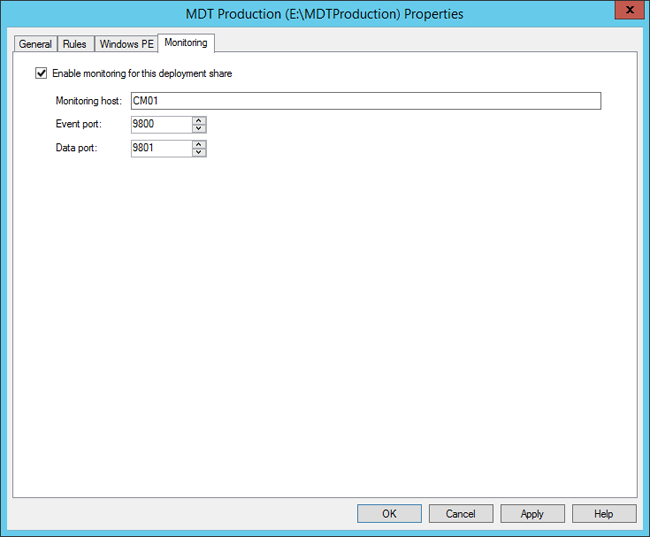 MDT Production (E:\MDTProduction) Properties
x
General Rules Windows PE Monitoring
Enable monitoring for this deployment share
Monitoring host: CM01
Event port: 9800
Data port: 9801
OK Cancel Apply Help